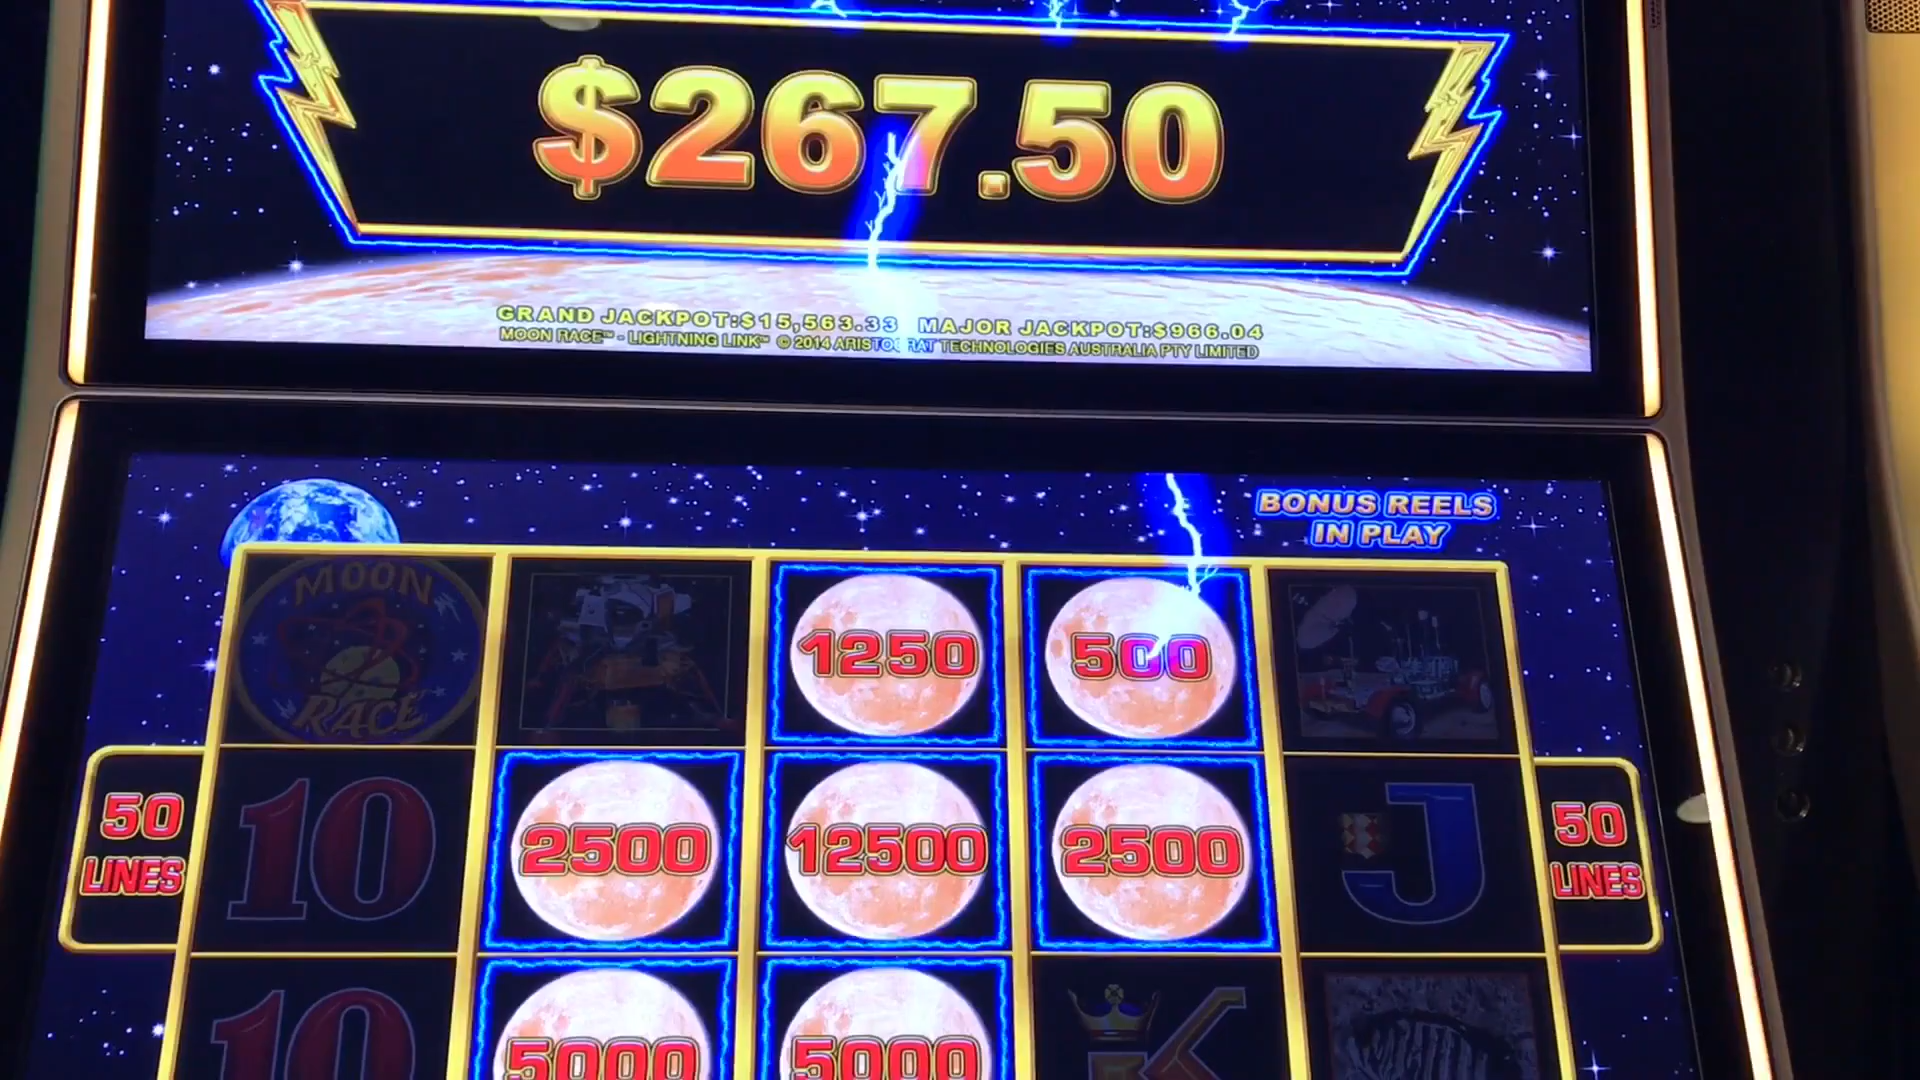 $267.50
GRAND JACKPOT:$15,563.33 MAJOR JACKPOT:$966.04
MOON RACE™ - LIGHTNING LINK™ © 2014 ARISTOCRAT TECHNOLOGIES AUSTRALIA PTY LIMITED
BONUS REELS
IN PLAY
MOON
RACE
1250
500
50
LINES
10
2500
12500
2500
J
50
LINES
10
5000
5000
K